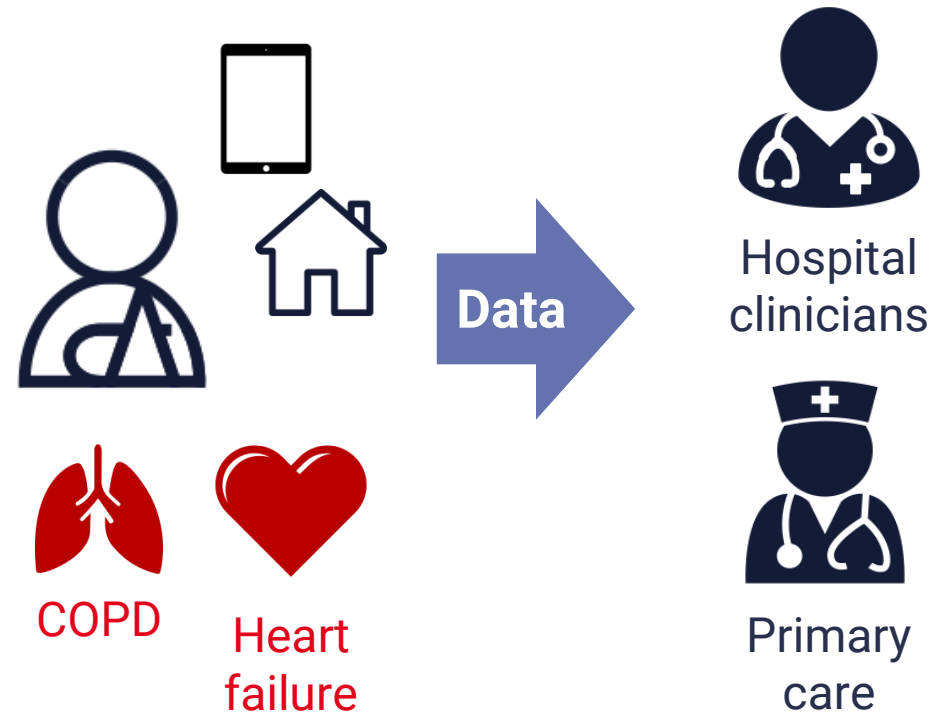 COPD
Heart
failure
Data
Hospital
clinicians
Primary
care